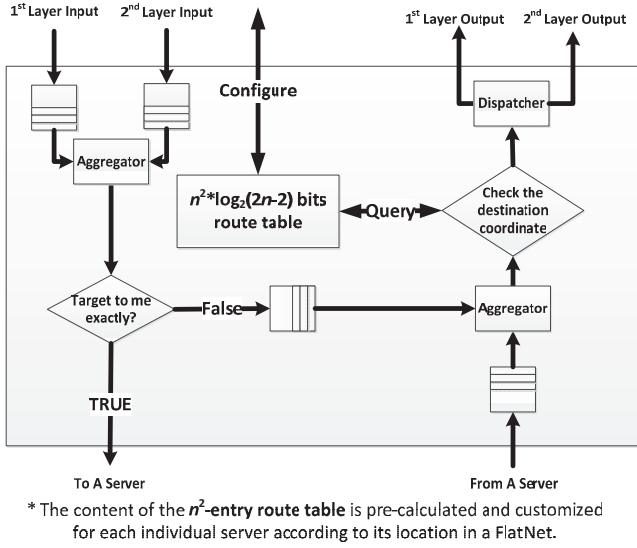 1st Layer Input
2nd Layer Input
1st Layer Output
2nd Layer Output
Configure
Dispatcher
Aggregator
n²*log₂(2n-2) bits
route table
Query
Check the
destination
coordinate
Target to me
exactly?
False
Aggregator
TRUE
To A Server
From A Server
* The content of the n²-entry route table is pre-calculated and customized
for each individual server according to its location in a FlatNet.